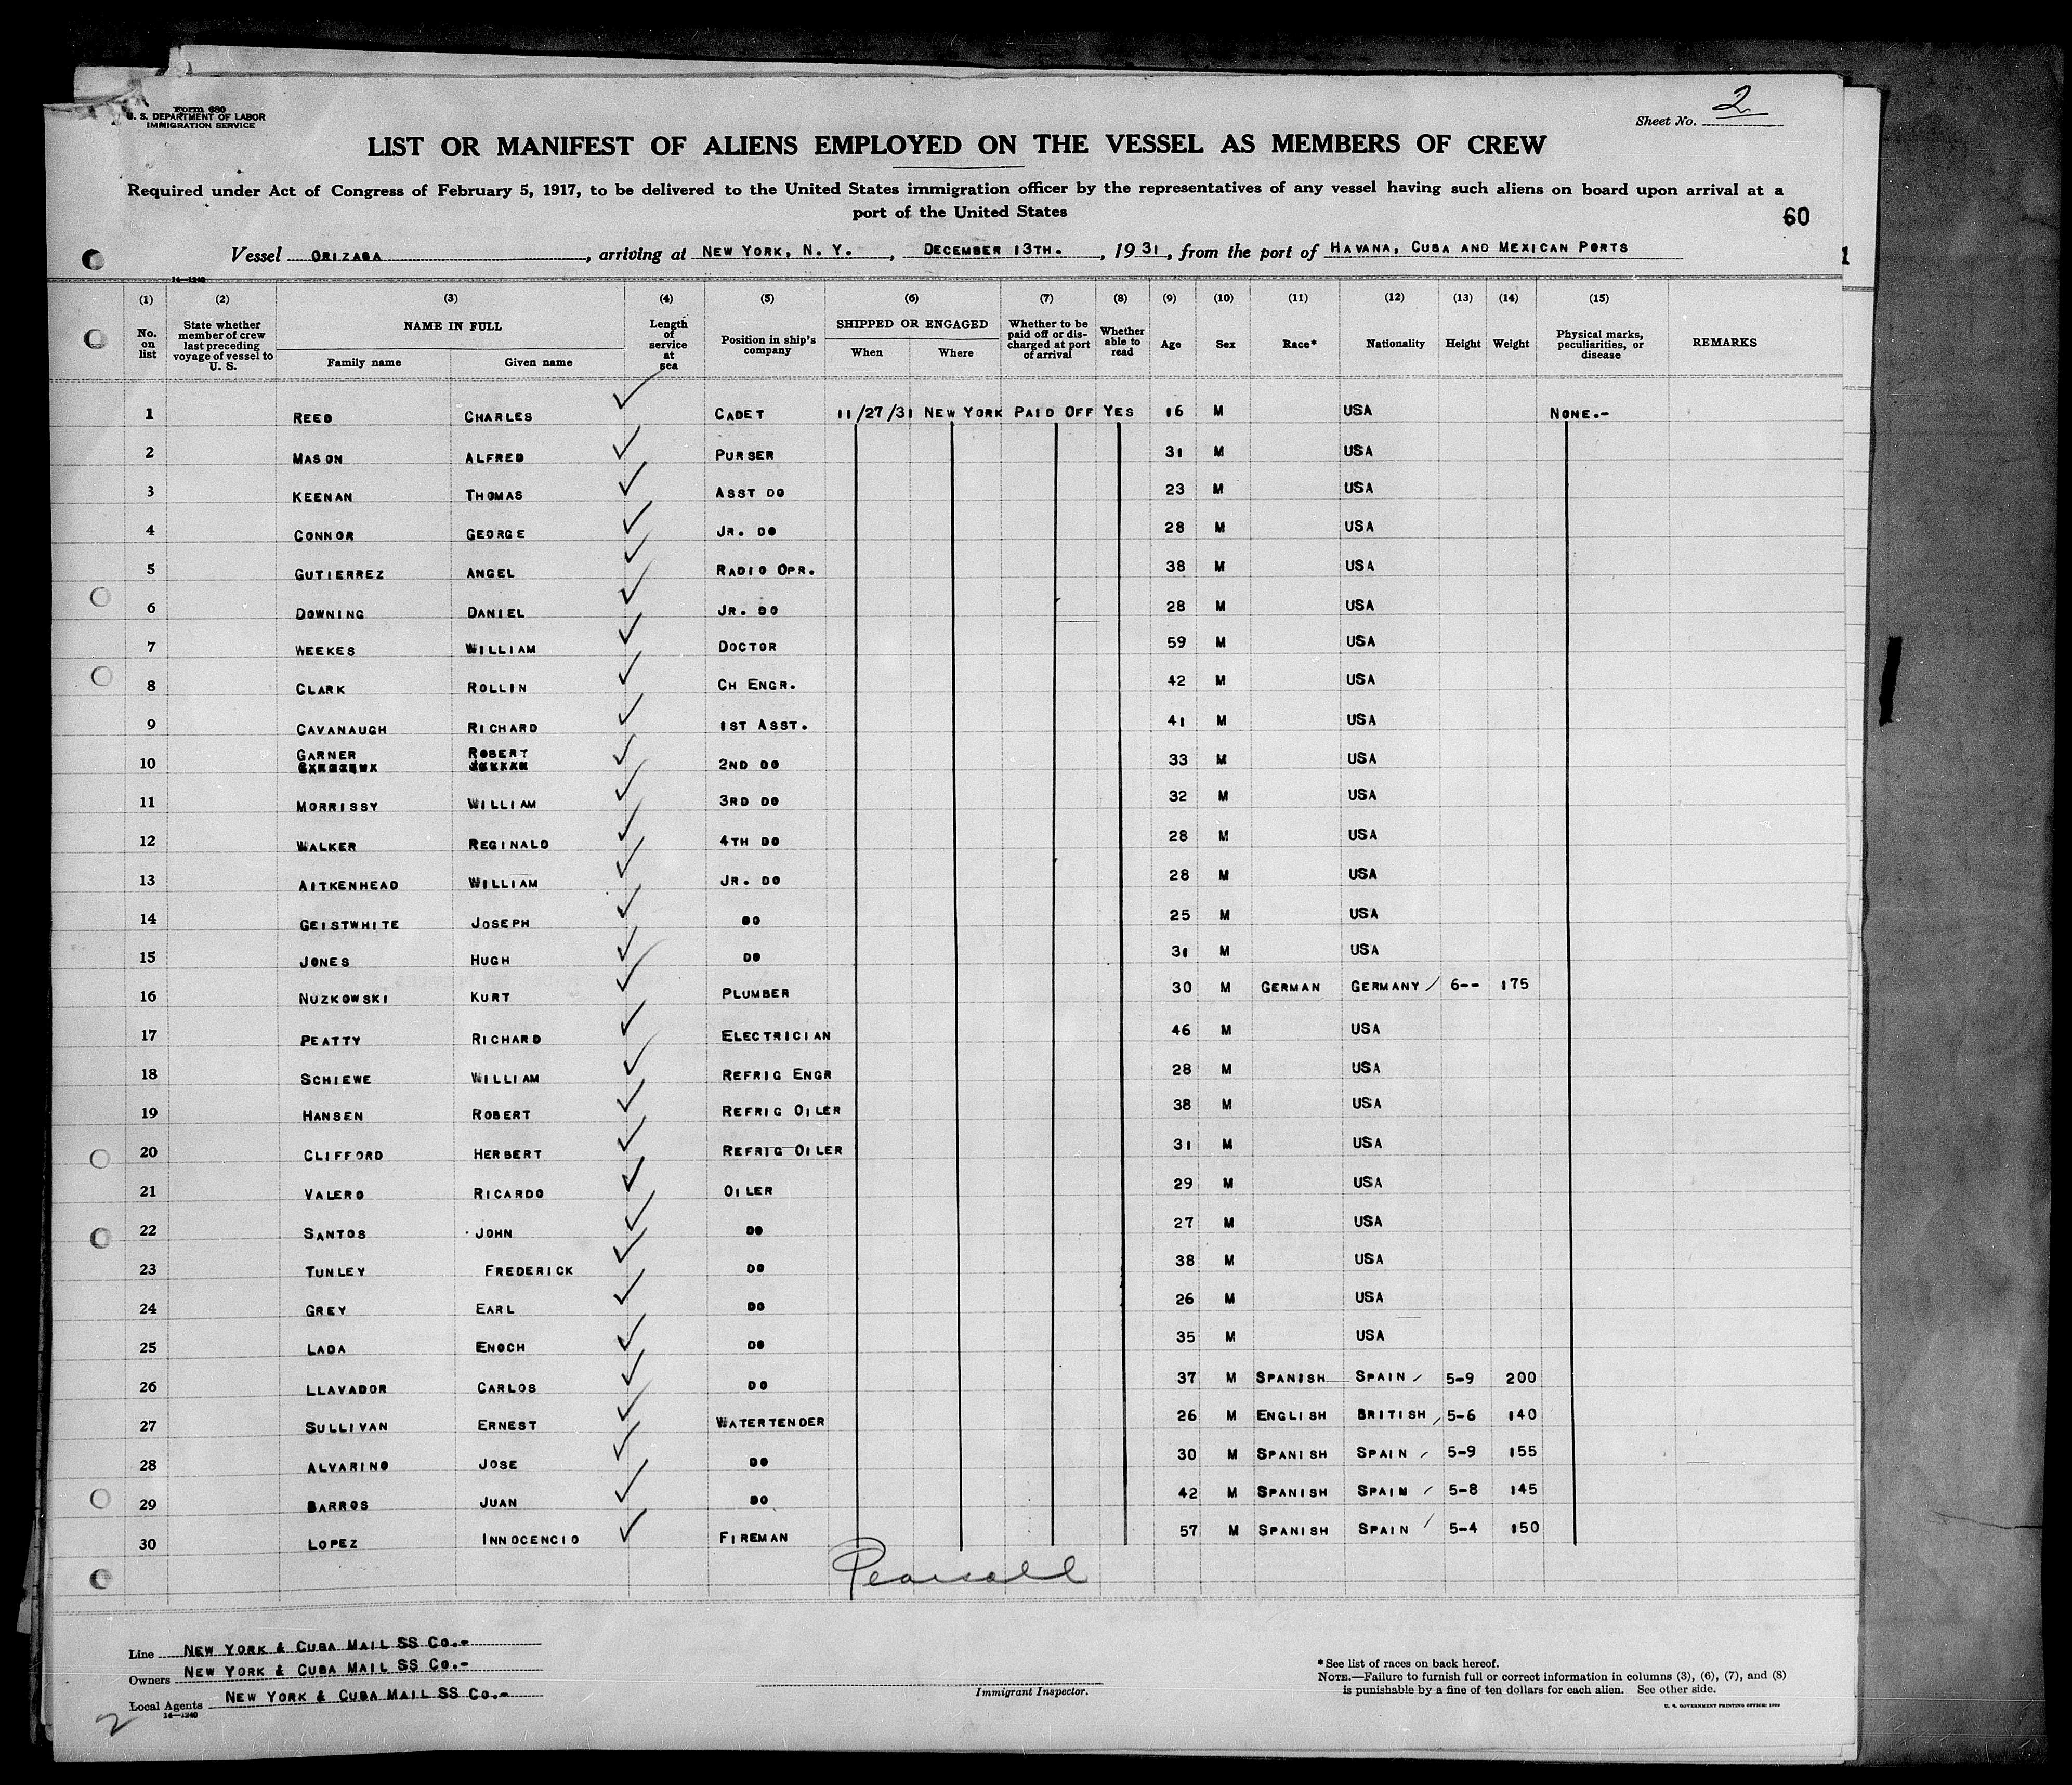 Form 680
U. S. DEPARTMENT OF LABOR
IMMIGRATION SERVICE
Sheet No. 2
LIST OR MANIFEST OF ALIENS EMPLOYED ON THE VESSEL AS MEMBERS OF CREW
Required under Act of Congress of February 5, 1917, to be delivered to the United States immigration officer by the representatives of any vessel having such aliens on board upon arrival at a
port of the United States
60
Vessel ORIZABA, arriving at NEW YORK, N. Y., DECEMBER 13TH., 1931, from the port of HAVANA, CUBA AND MEXICAN PORTS
1
14—1240
(1) (2) (3) (4) (5) (6) (7) (8) (9) (10) (11) (12) (13) (14) (15)
No. on list | State whether member of crew last preceding voyage of vessel to U. S. | NAME IN FULL | Family name | Given name | Length of service at sea | Position in ship's company | SHIPPED OR ENGAGED | When | Where | Whether to be paid off or discharged at port of arrival | Whether able to read | Age | Sex | Race* | Nationality | Height | Weight | Physical marks, peculiarities, or disease | REMARKS
1 REED CHARLES ✓ CADET 11/27/31 NEW YORK PAID OFF YES 16 M USA NONE.-
2 MASON ALFRED ✓ PURSER 31 M USA
3 KEENAN THOMAS ✓ ASST DO 23 M USA
4 CONNOR GEORGE ✓ JR. DO 28 M USA
5 GUTIERREZ ANGEL ✓ RADIO OPR. 38 M USA
6 DOWNING DANIEL ✓ JR. DO 28 M USA
7 WEEKES WILLIAM ✓ DOCTOR 59 M USA
8 CLARK ROLLIN ✓ CH ENGR. 42 M USA
9 CAVANAUGH RICHARD ✓ 1ST ASST. 41 M USA
10 GARNER ROBERT ✓ 2ND DO 33 M USA
11 MORRISSY WILLIAM ✓ 3RD DO 32 M USA
12 WALKER REGINALD ✓ 4TH DO 28 M USA
13 AITKENHEAD WILLIAM ✓ JR. DO 28 M USA
14 GEISTWHITE JOSEPH ✓ DO 25 M USA
15 JONES HUGH ✓ DO 31 M USA
16 NUZKOWSKI KURT ✓ PLUMBER 30 M GERMAN GERMANY / 6-- 175
17 PEATTY RICHARD ✓ ELECTRICIAN 46 M USA
18 SCHIEWE WILLIAM ✓ REFRIG ENGR 28 M USA
19 HANSEN ROBERT ✓ REFRIG OILER 38 M USA
20 CLIFFORD HERBERT ✓ REFRIG OILER 31 M USA
21 VALERO RICARDO ✓ OILER 29 M USA
22 SANTOS JOHN ✓ DO 27 M USA
23 TUNLEY FREDERICK ✓ DO 38 M USA
24 GREY EARL ✓ DO 26 M USA
25 LADA ENOCH ✓ DO 35 M USA
26 LLAVADOR CARLOS ✓ DO 37 M SPANISH SPAIN / 5-9 200
27 SULLIVAN ERNEST ✓ WATERTENDER 26 M ENGLISH BRITISH / 5-6 140
28 ALVARINO JOSE ✓ DO 30 M SPANISH SPAIN / 5-9 155
29 BARROS JUAN ✓ DO 42 M SPANISH SPAIN / 5-8 145
30 LOPEZ INNOCENCIO ✓ FIREMAN 57 M SPANISH SPAIN / 5-4 150
Pearsall
Line NEW YORK & CUBA MAIL SS CO.-
Owners NEW YORK & CUBA MAIL SS CO.-
Local Agents NEW YORK & CUBA MAIL SS CO.-
14—1240
2
Immigrant Inspector.
*See list of races on back hereof.
NOTE.—Failure to furnish full or correct information in columns (3), (6), (7), and (8)
is punishable by a fine of ten dollars for each alien. See other side.
U. S. GOVERNMENT PRINTING OFFICE: 1929